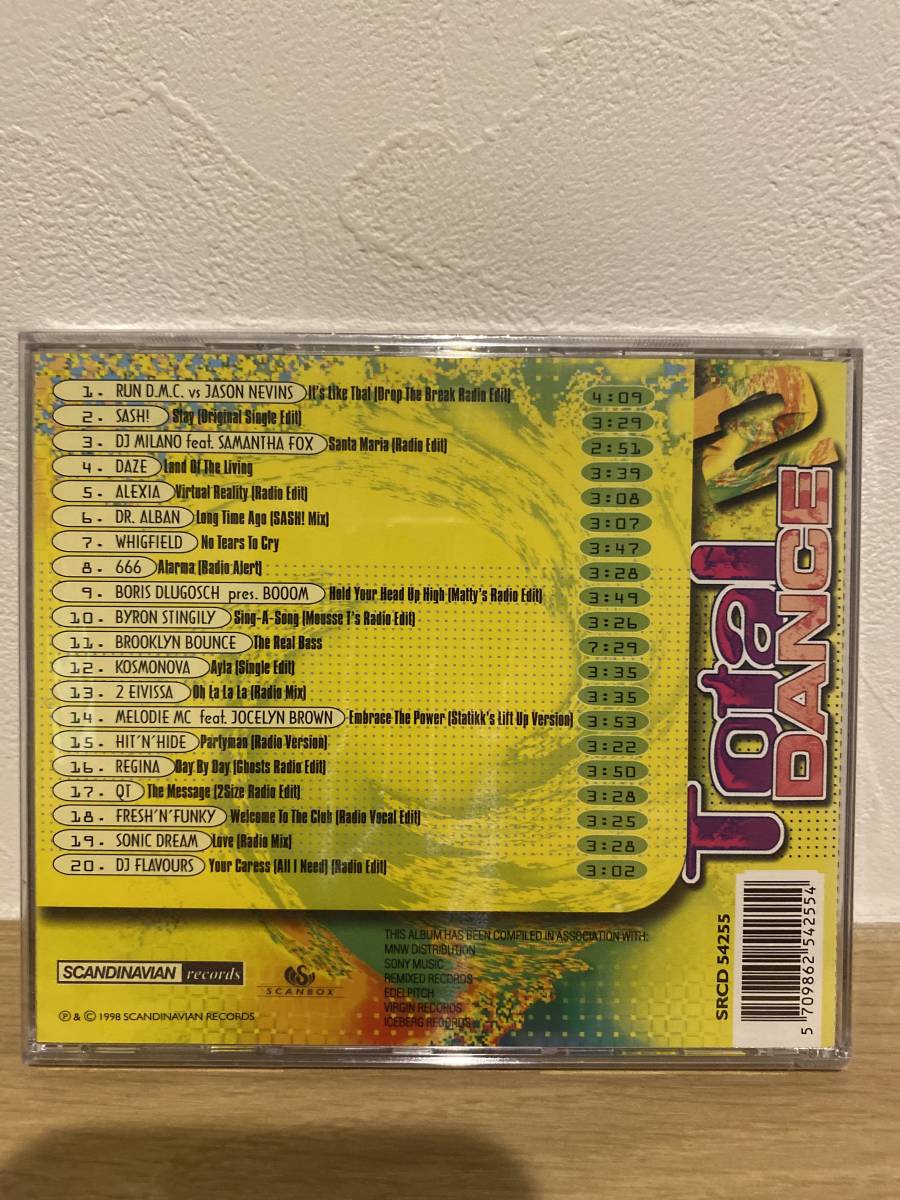 1. RUN D.M.C. vs JASON NEVINS It's Like That (Drop The Break Radio Edit) 4:09
2. SASH! Stay (Original Single Edit) 3:29
3. DJ MILANO feat. SAMANTHA FOX Santa Maria (Radio Edit) 2:51
4. DAZE Land Of The Living 3:39
5. ALEXIA Virtual Reality (Radio Edit) 3:08
6. DR. ALBAN Long Time Ago (SASH! Mix) 3:07
7. WHIGFIELD No Tears To Cry 3:47
8. 666 Alarma (Radio Alert) 3:28
9. BORIS DLUGOSCH pres. BOOOM Hold Your Head Up High (Matty's Radio Edit) 3:49
10. BYRON STINGILY Sing-A-Song (Mousse T's Radio Edit) 3:26
11. BROOKLYN BOUNCE The Real Bass 7:29
12. KOSMONOVA Ayla (Single Edit) 3:35
13. 2 EIVISSA Oh La La La (Radio Mix) 3:35
14. MELODIE MC feat. JOCELYN BROWN Embrace The Power (Statikk's Lift Up Version) 3:53
15. HIT'N'HIDE Partyman (Radio Version) 3:22
16. REGINA Day By Day (Ghosts Radio Edit) 3:50
17. QT The Message (2Size Radio Edit) 3:28
18. FRESH'N'FUNKY Welcome To The Club (Radio Vocal Edit) 3:25
19. SONIC DREAM Love (Radio Mix) 3:28
20. DJ FLAVOURS Your Caress (All I Need) (Radio Edit) 3:02
Total
DANCE
2
SCANDINAVIAN records
SCANBOX
℗ & © 1998 SCANDINAVIAN RECORDS
THIS ALBUM HAS BEEN COMPILED IN ASSOCIATION WITH:
MNW DISTRIBUTION
SONY MUSIC
REMIXED RECORDS
EDELPITCH
VIRGIN RECORDS
ICEBERG RECORDS
SRCD 54255
5 709862 542554